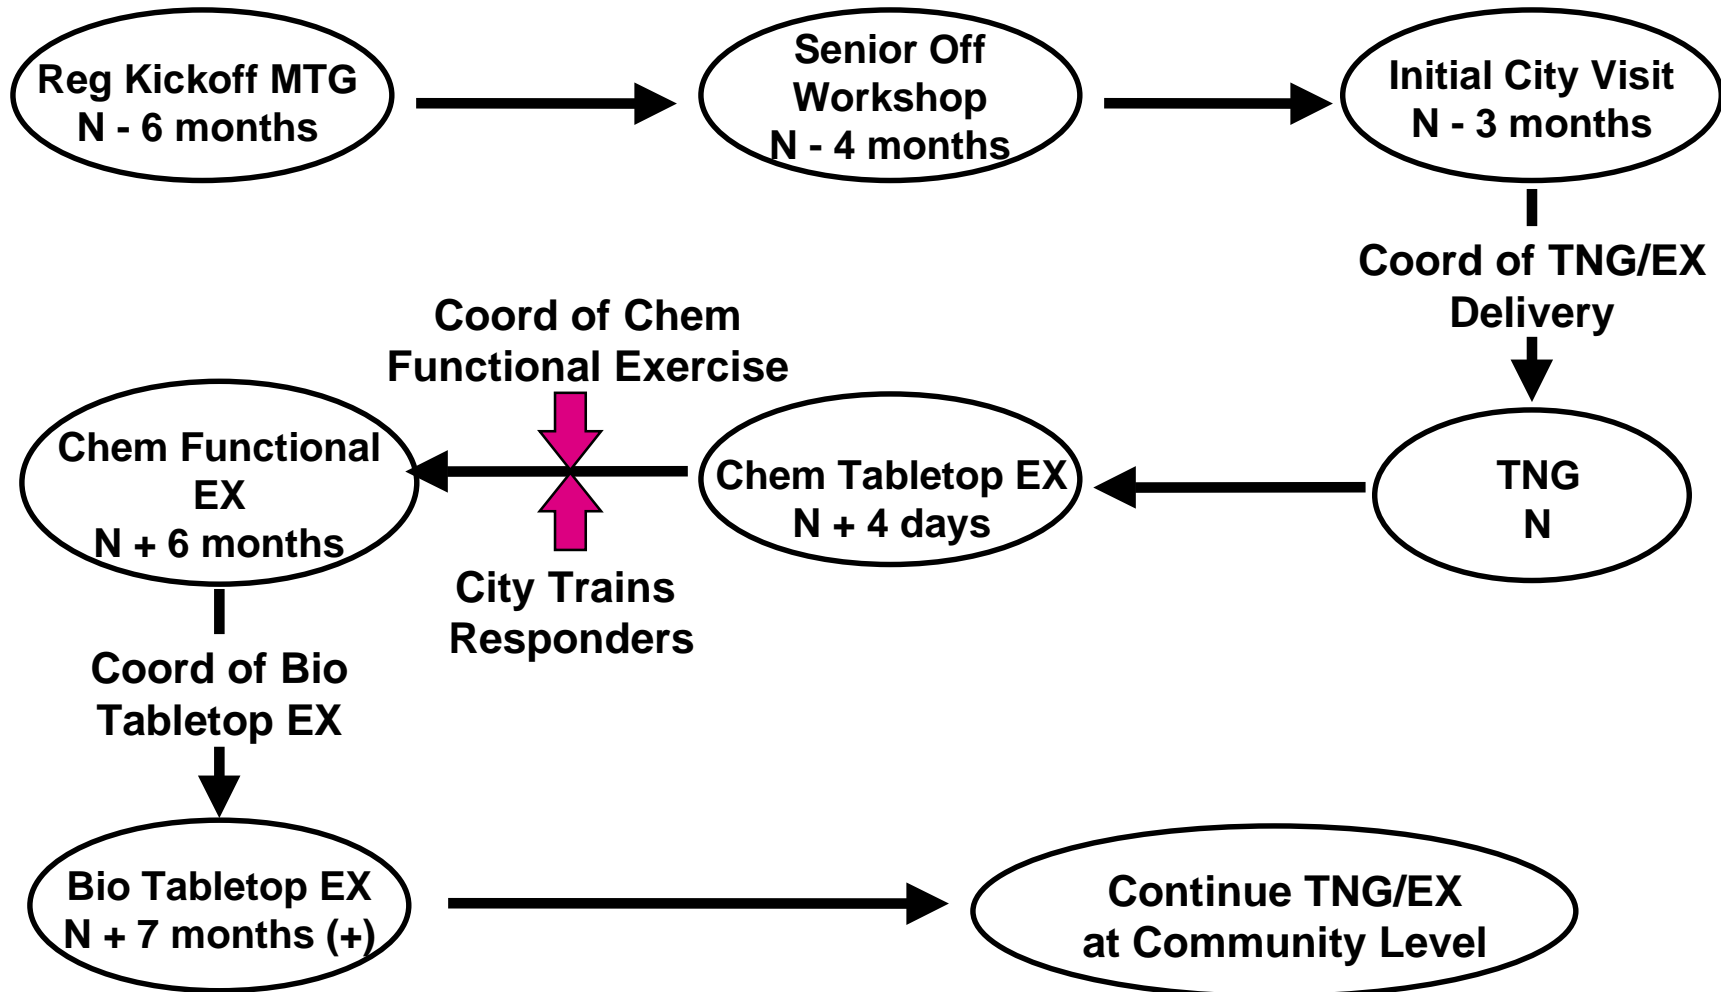 Reg Kickoff MTG
N - 6 months
Senior Off
Workshop
N - 4 months
Initial City Visit
N - 3 months
Coord of TNG/EX
Delivery
TNG
N
Chem Tabletop EX
N + 4 days
Coord of Chem
Functional Exercise
City Trains
Responders
Chem Functional
EX
N + 6 months
Coord of Bio
Tabletop EX
Bio Tabletop EX
N + 7 months (+)
Continue TNG/EX
at Community Level